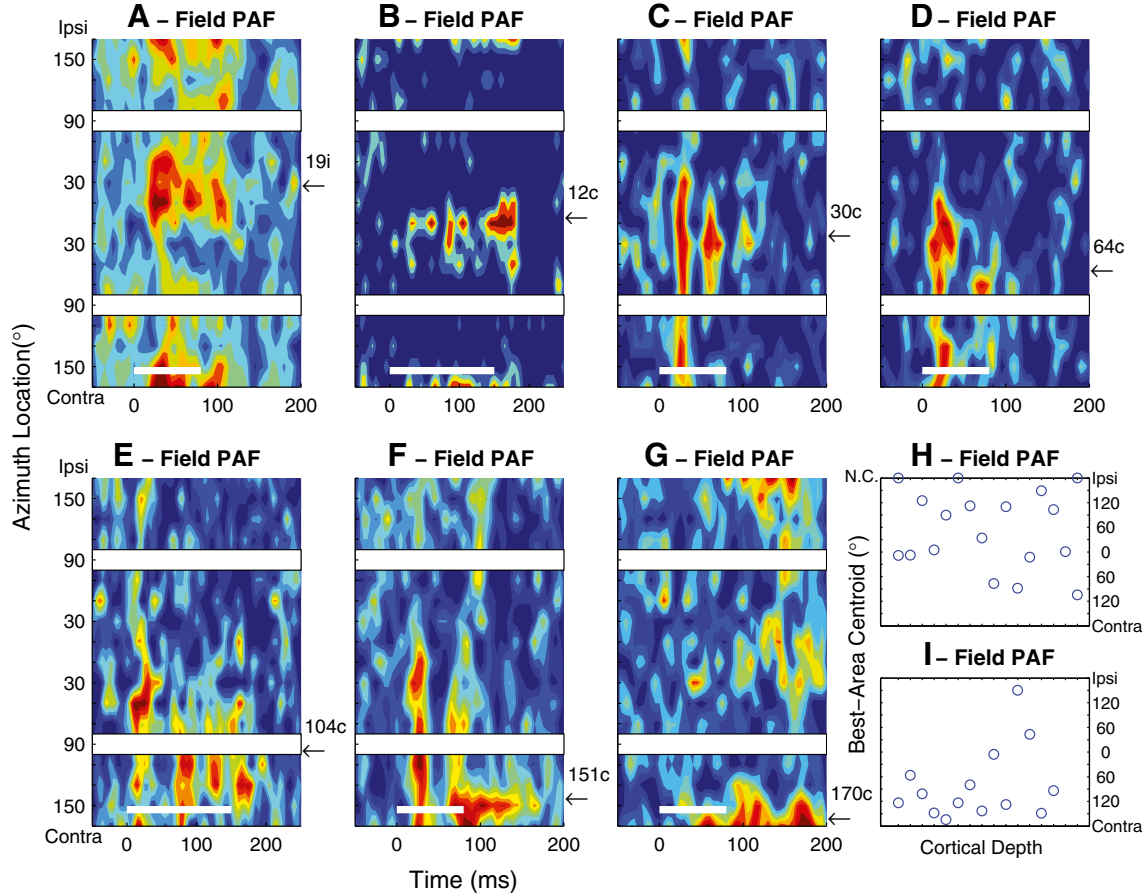 A – Field PAF
B – Field PAF
C – Field PAF
D – Field PAF
Ipsi
150
90
30
30
90
150
Contra
0 100 200
0 100 200
0 100 200
0 100 200
19i
12c
30c
64c
Azimuth Location(°)
E – Field PAF
F – Field PAF
G – Field PAF
H – Field PAF
Ipsi
150
90
30
30
90
150
Contra
0 100 200
0 100 200
0 100 200
104c
151c
170c
Time (ms)
N.C.
Ipsi
120
60
0
60
120
Contra
I – Field PAF
Ipsi
120
60
0
60
120
Contra
Best–Area Centroid (°)
Cortical Depth